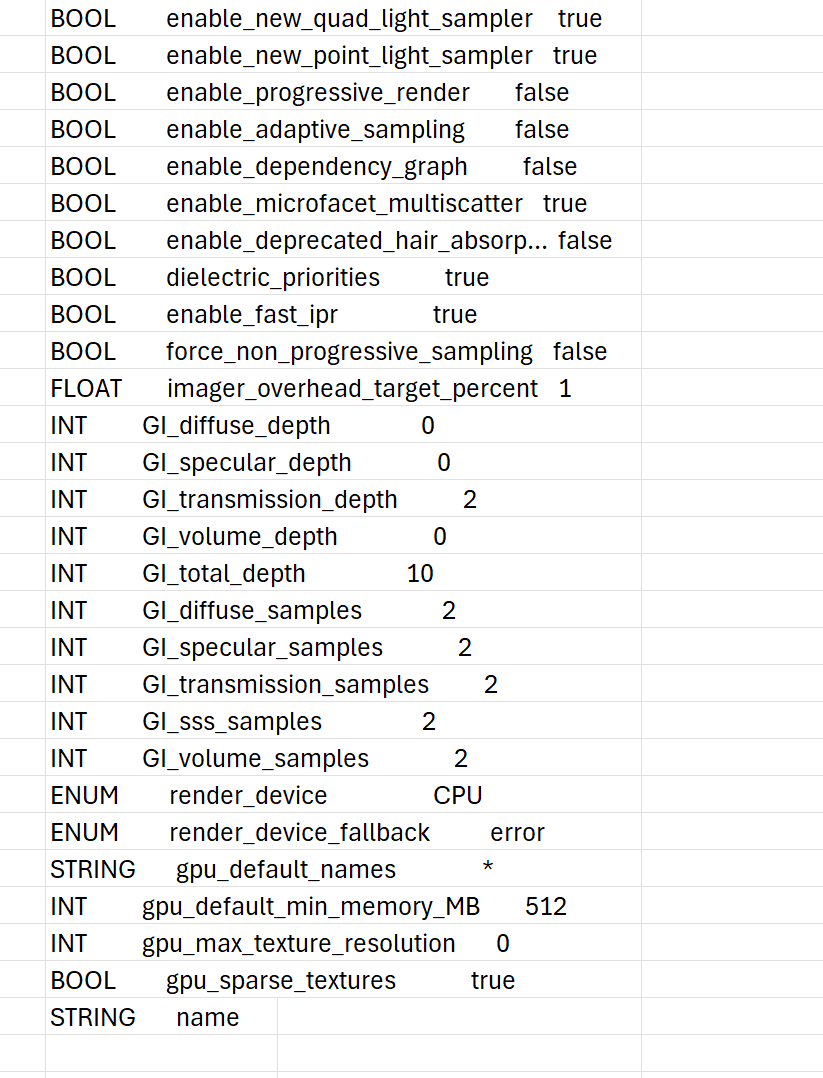 BOOL enable_new_quad_light_sampler true
BOOL enable_new_point_light_sampler true
BOOL enable_progressive_render false
BOOL enable_adaptive_sampling false
BOOL enable_dependency_graph false
BOOL enable_microfacet_multiscatter true
BOOL enable_deprecated_hair_absorp... false
BOOL dielectric_priorities true
BOOL enable_fast_ipr true
BOOL force_non_progressive_sampling false
FLOAT imager_overhead_target_percent 1
INT GI_diffuse_depth 0
INT GI_specular_depth 0
INT GI_transmission_depth 2
INT GI_volume_depth 0
INT GI_total_depth 10
INT GI_diffuse_samples 2
INT GI_specular_samples 2
INT GI_transmission_samples 2
INT GI_sss_samples 2
INT GI_volume_samples 2
ENUM render_device CPU
ENUM render_device_fallback error
STRING gpu_default_names *
INT gpu_default_min_memory_MB 512
INT gpu_max_texture_resolution 0
BOOL gpu_sparse_textures true
STRING name